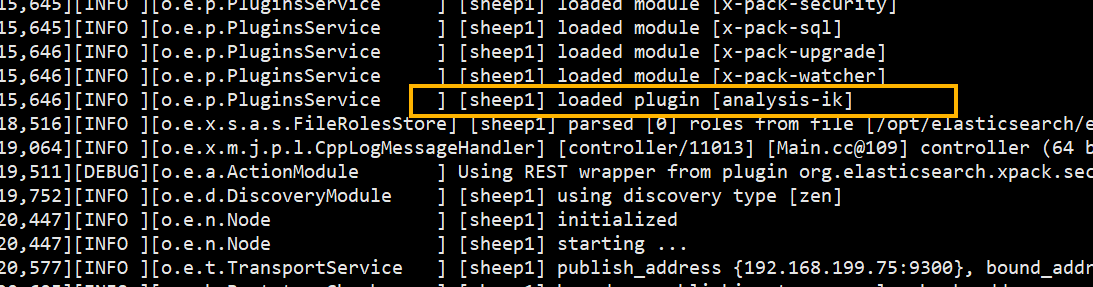 15,645][INFO ][o.e.p.PluginsService     ] [sheep1] loaded module [x-pack-security]
15,645][INFO ][o.e.p.PluginsService     ] [sheep1] loaded module [x-pack-sql]
15,646][INFO ][o.e.p.PluginsService     ] [sheep1] loaded module [x-pack-upgrade]
15,646][INFO ][o.e.p.PluginsService     ] [sheep1] loaded module [x-pack-watcher]
15,646][INFO ][o.e.p.PluginsService     ] [sheep1] loaded plugin [analysis-ik]
18,516][INFO ][o.e.x.s.a.s.FileRolesStore] [sheep1] parsed [0] roles from file [/opt/elasticsearch/e
19,064][INFO ][o.e.x.m.j.p.l.CppLogMessageHandler] [controller/11013] [Main.cc@109] controller (64 b
19,511][DEBUG][o.e.a.ActionModule       ] Using REST wrapper from plugin org.elasticsearch.xpack.sec
19,752][INFO ][o.e.d.DiscoveryModule    ] [sheep1] using discovery type [zen]
20,447][INFO ][o.e.n.Node               ] [sheep1] initialized
20,447][INFO ][o.e.n.Node               ] [sheep1] starting ...
20,577][INFO ][o.e.t.TransportService   ] [sheep1] publish_address {192.168.199.75:9300}, bound_addr